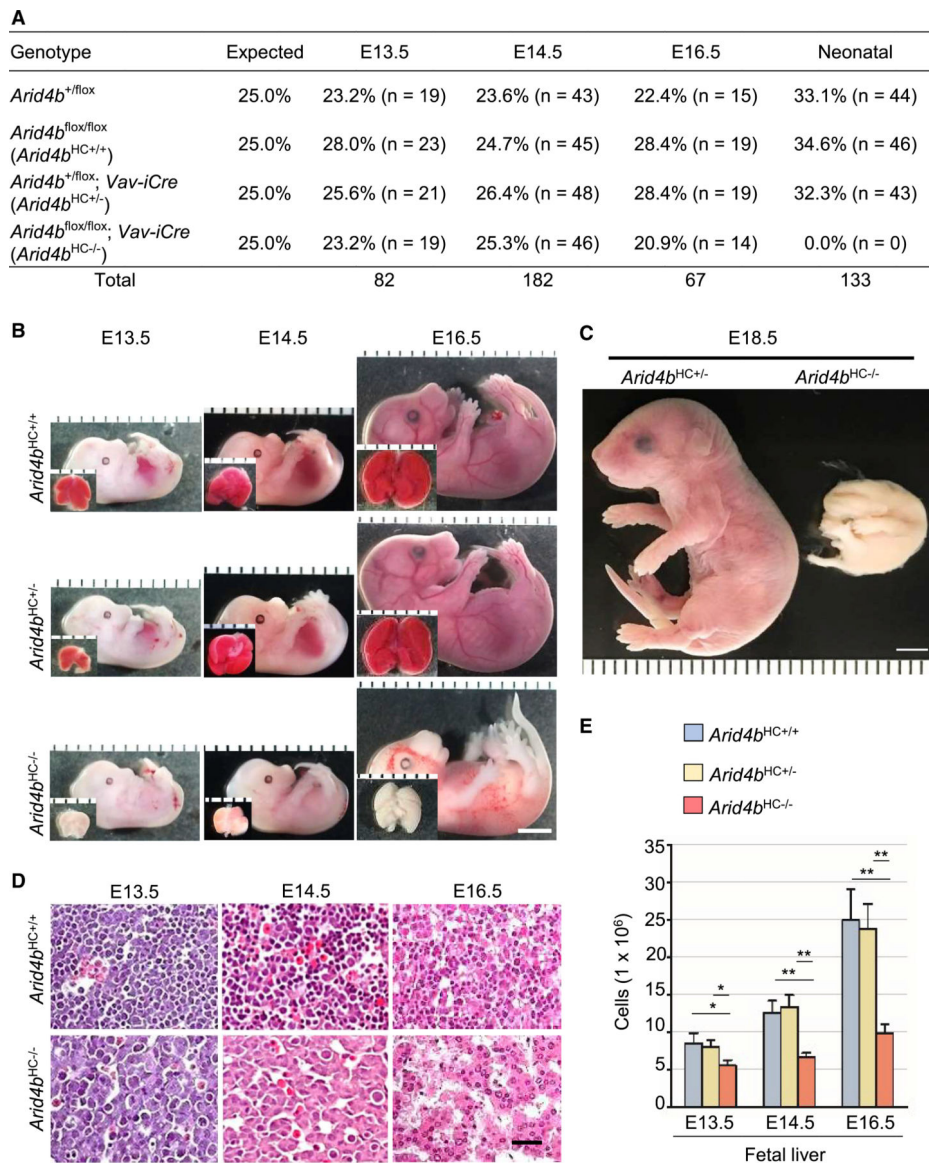 A
Genotype Expected E13.5 E14.5 E16.5 Neonatal
Arid4b+/flox 25.0% 23.2% (n = 19) 23.6% (n = 43) 22.4% (n = 15) 33.1% (n = 44)
Arid4bflox/flox
(Arid4bHC+/+) 25.0% 28.0% (n = 23) 24.7% (n = 45) 28.4% (n = 19) 34.6% (n = 46)
Arid4b+/flox; Vav-iCre
(Arid4bHC+/-) 25.0% 25.6% (n = 21) 26.4% (n = 48) 28.4% (n = 19) 32.3% (n = 43)
Arid4bflox/flox; Vav-iCre
(Arid4bHC-/-) 25.0% 23.2% (n = 19) 25.3% (n = 46) 20.9% (n = 14) 0.0% (n = 0)
Total 82 182 67 133
B
E13.5 E14.5 E16.5
Arid4bHC+/+
Arid4bHC+/-
Arid4bHC-/-
C
E18.5
Arid4bHC+/- Arid4bHC-/-
D
E13.5 E14.5 E16.5
Arid4bHC+/+
Arid4bHC-/-
E
Arid4bHC+/+
Arid4bHC+/-
Arid4bHC-/-
Cells (1 x 10⁶)
35
30
25
20
15
10
5
0
*
*
**
**
**
**
E13.5 E14.5 E16.5
Fetal liver